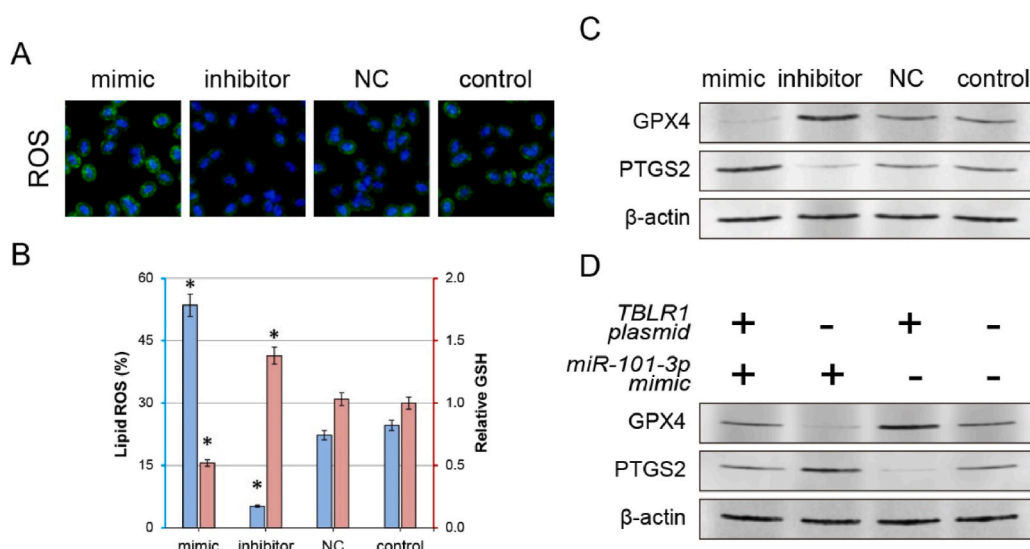 A
mimic inhibitor NC control
ROS
B
Lipid ROS (%)
60
45
30
15
0
* * * *
2.0
1.5
1.0
0.5
0.0
Relative GSH
mimic inhibitor NC control
C
mimic inhibitor NC control
GPX4
PTGS2
β-actin
D
TBLR1 plasmid + - + -
miR-101-3p mimic + + - -
GPX4
PTGS2
β-actin